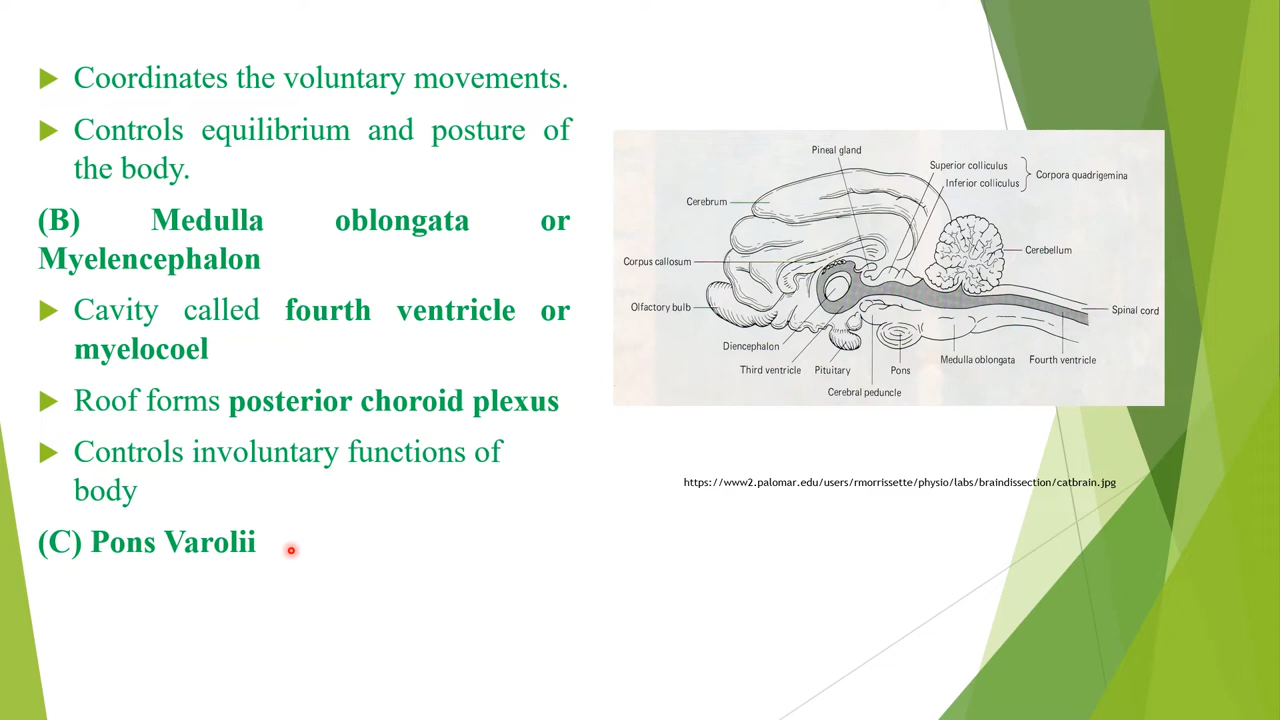 Coordinates the voluntary movements.
Controls equilibrium and posture of
the body.
(B) Medulla oblongata or
Myelencephalon
Cavity called fourth ventricle or
myelocoel
Roof forms posterior choroid plexus
Controls involuntary functions of
body
(C) Pons Varolii
Pineal gland
Superior colliculus
Inferior colliculus
Corpora quadrigemina
Cerebrum
Cerebellum
Corpus callosum
Olfactory bulb
Spinal cord
Diencephalon
Medulla oblongata
Fourth ventricle
Third ventricle
Pituitary
Pons
Cerebral peduncle
https://www2.palomar.edu/users/rmorrissette/physio/labs/braindissection/catbrain.jpg